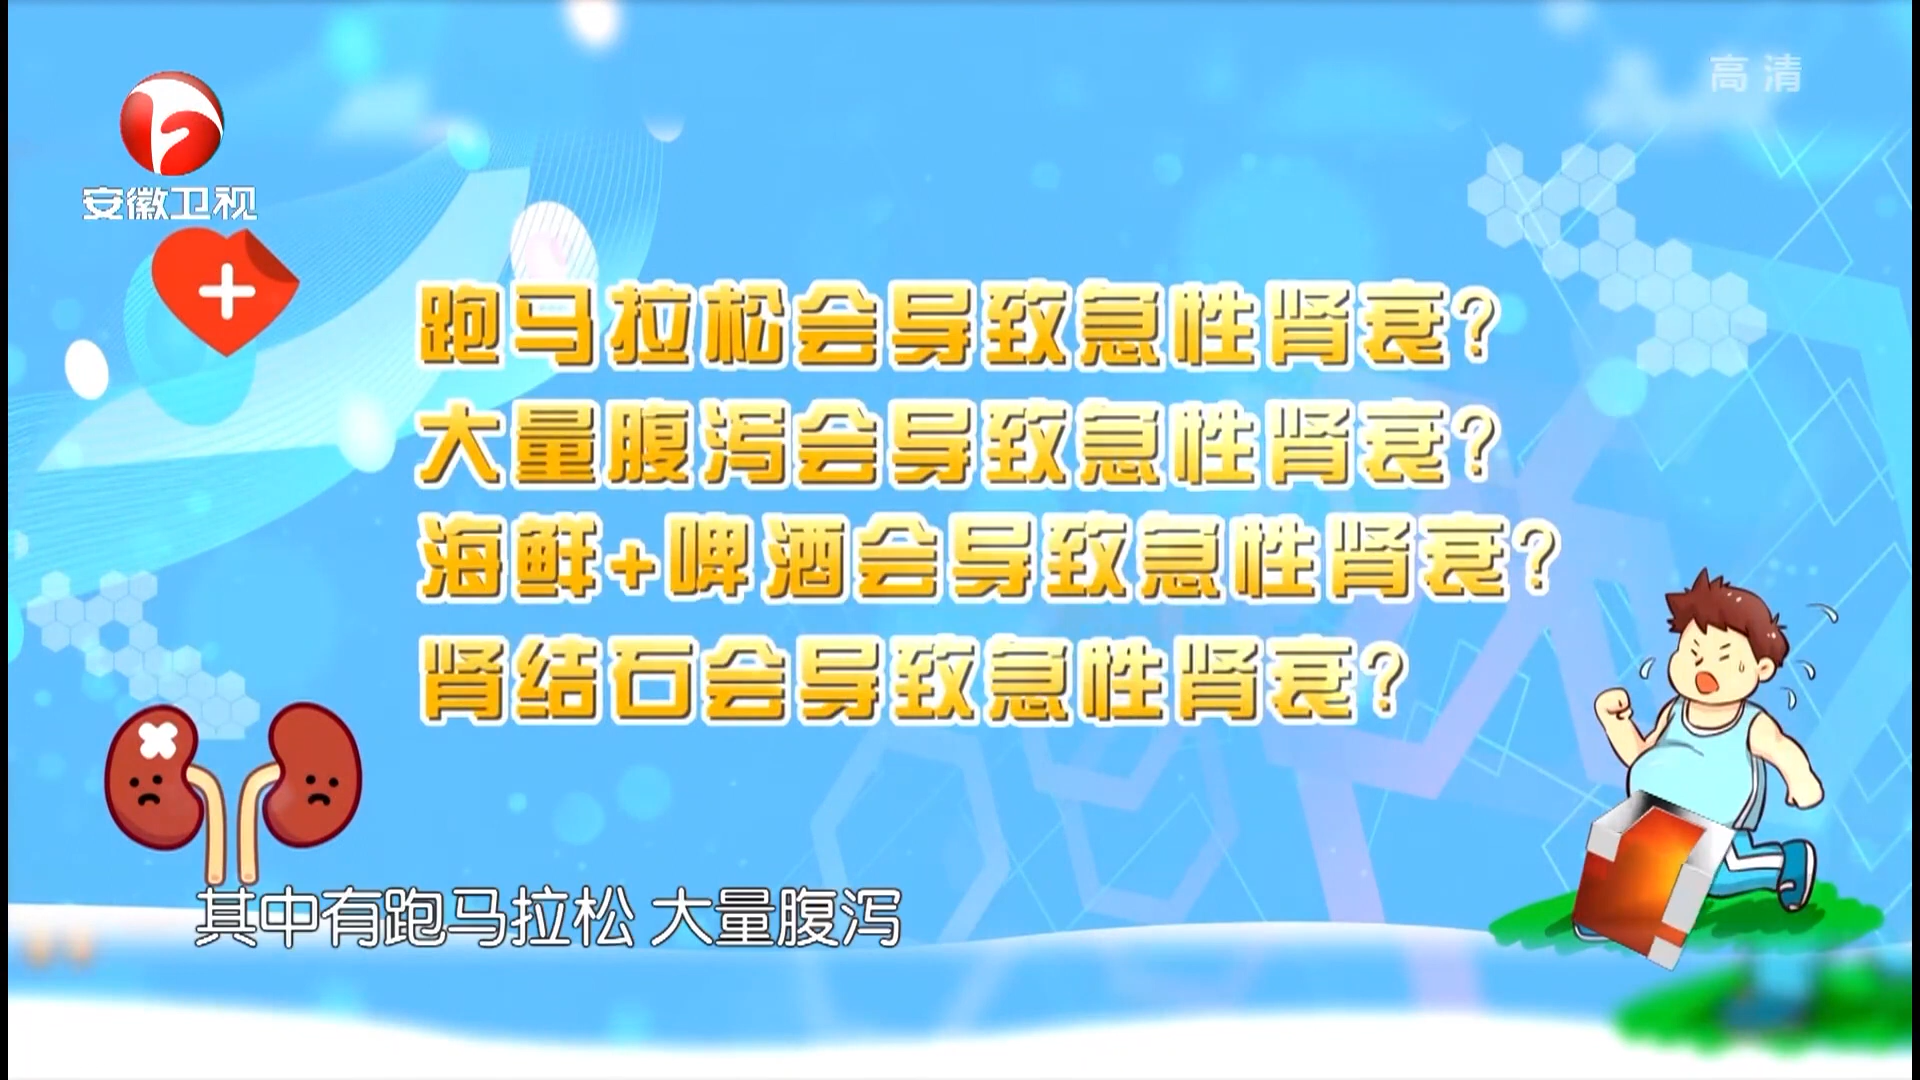 高清
安徽卫视
跑马拉松会导致急性肾衰?
大量腹泻会导致急性肾衰?
海鲜+啤酒会导致急性肾衰?
肾结石会导致急性肾衰?
其中有跑马拉松 大量腹泻